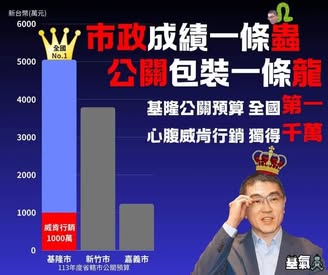 新台幣(萬元)
6000
5000
4000
3000
2000
1000
0
全國
No.1
威肯行銷
1000萬
基隆市
新竹市
嘉義市
113年度省轄市公關預算
市政成績一條蟲
公關包裝一條龍
基隆公關預算 全國第一
心腹威肯行銷 獨得千萬
基氣